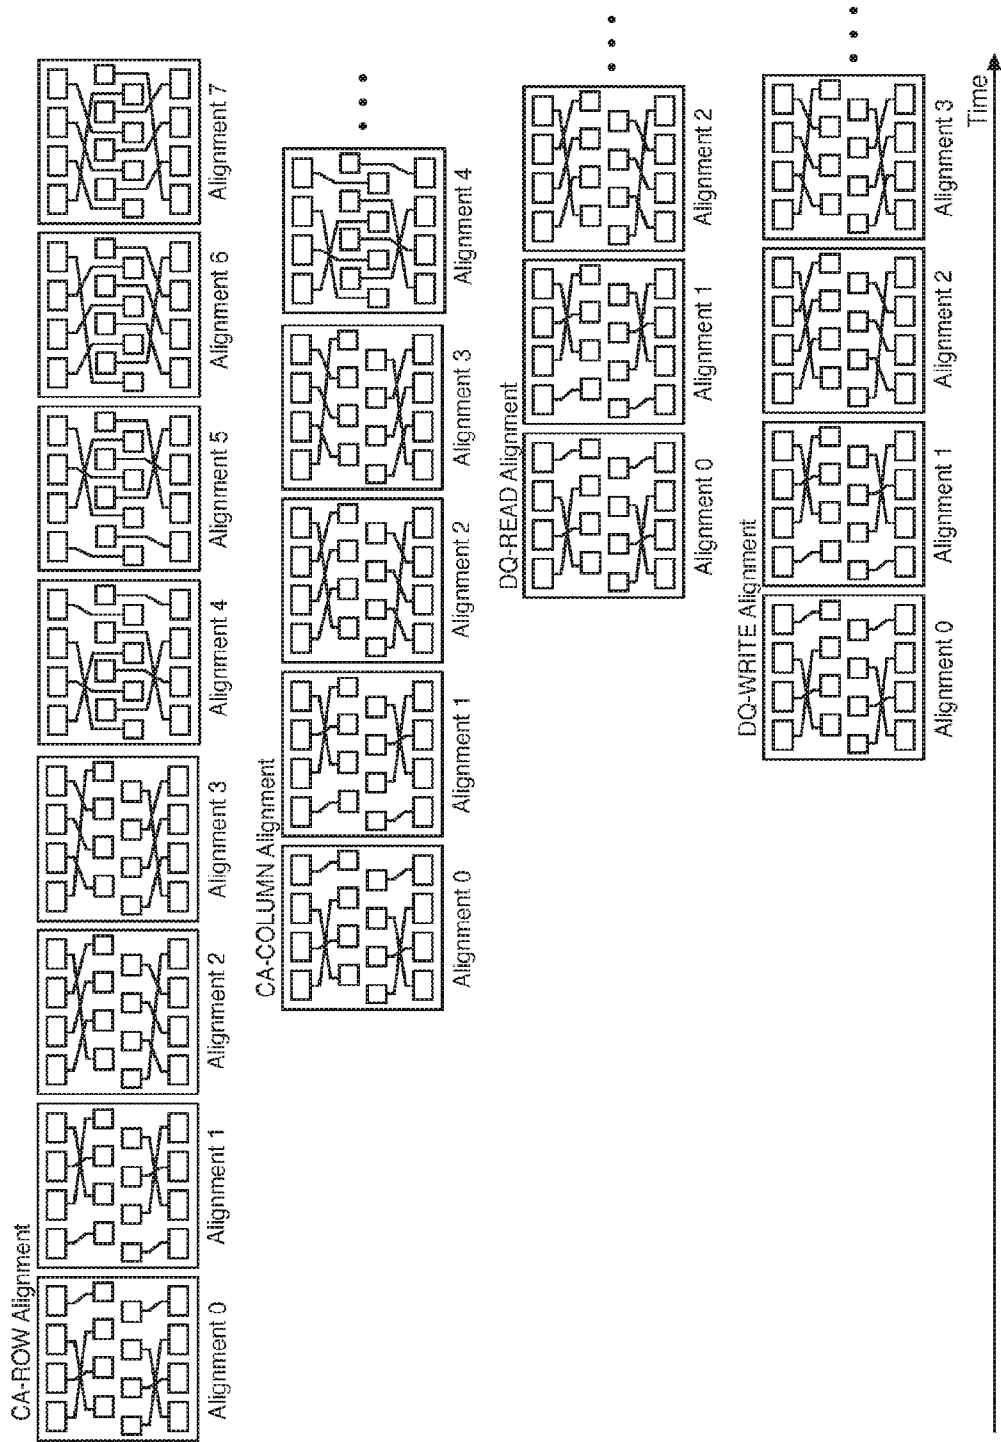 CA-ROW Alignment
Alignment 0
Alignment 1
Alignment 2
Alignment 3
Alignment 4
Alignment 5
Alignment 6
Alignment 7
CA-COLUMN Alignment
Alignment 0
Alignment 1
Alignment 2
Alignment 3
Alignment 4
DQ-READ Alignment
Alignment 0
Alignment 1
Alignment 2
DQ-WRITE Alignment
Alignment 0
Alignment 1
Alignment 2
Alignment 3
Time